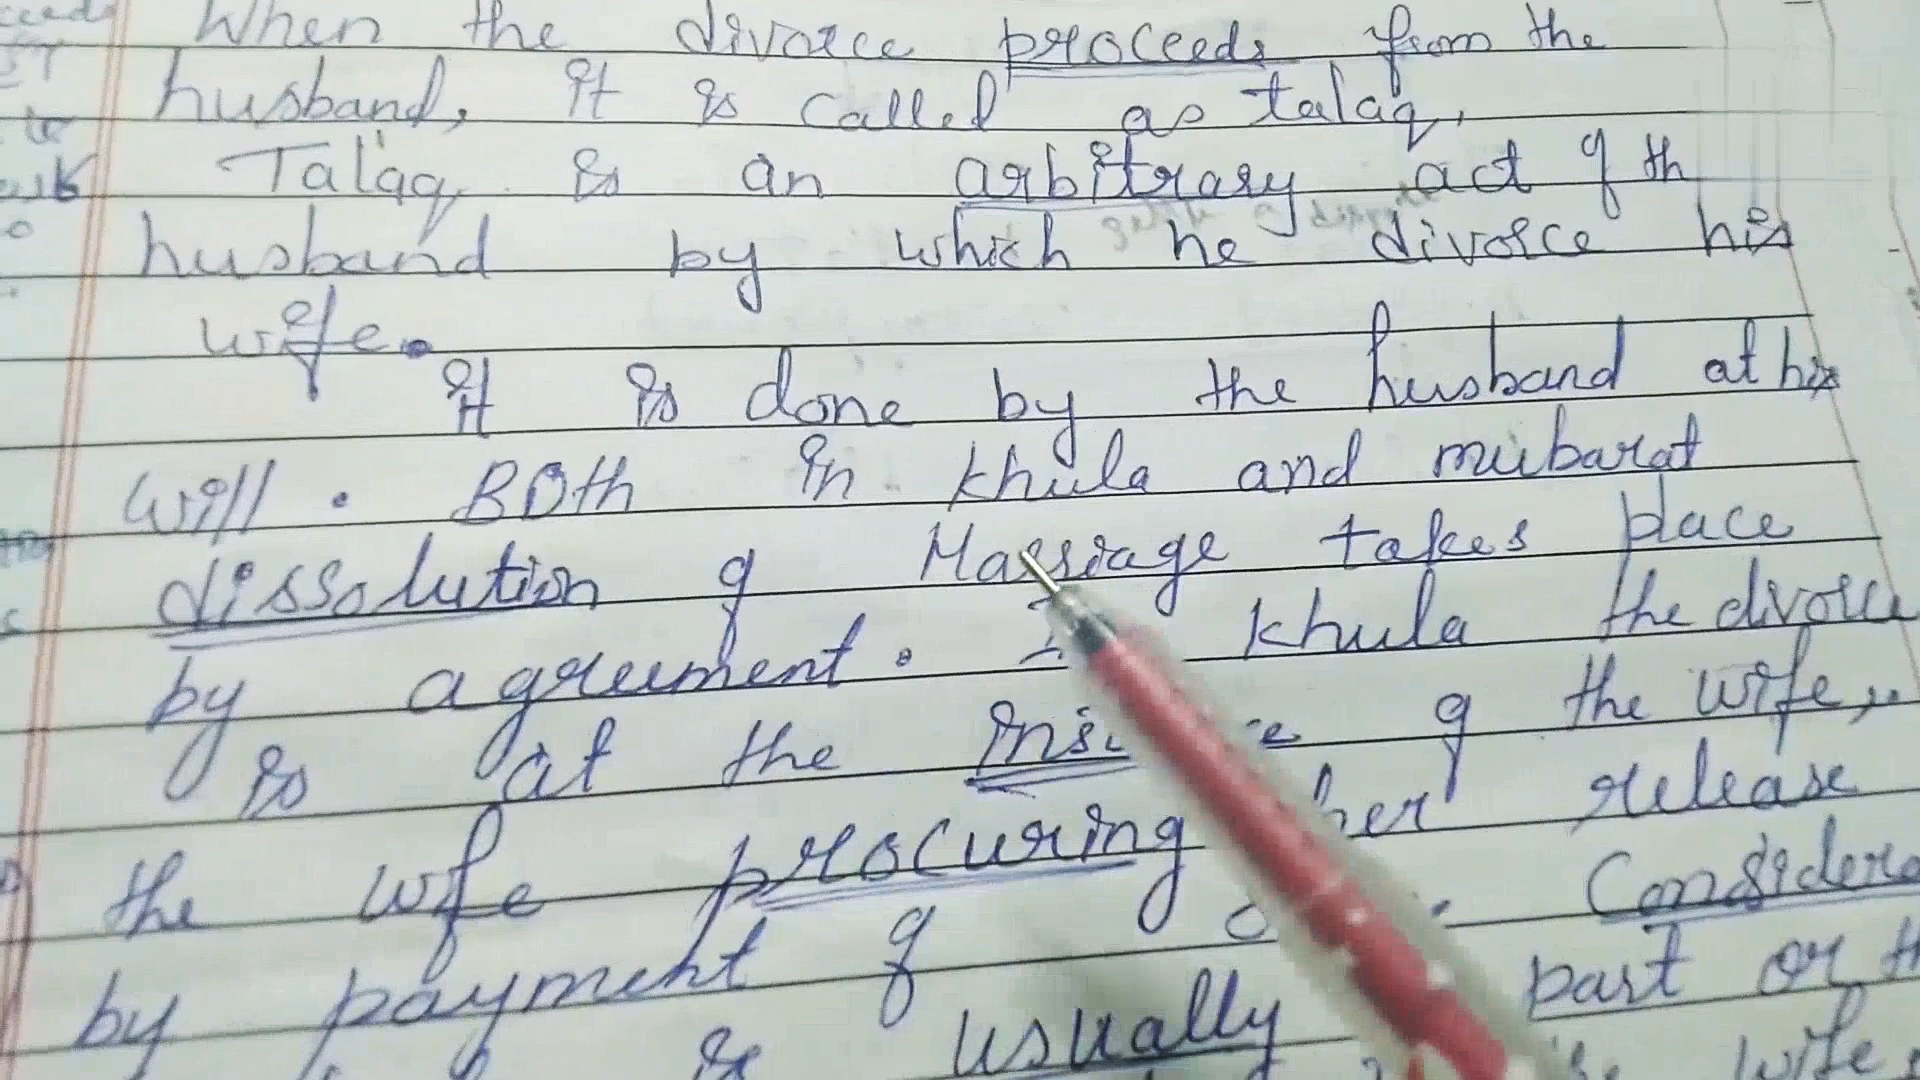 When the divorce proceeds from the
husband, it is called as talaq,
Talaq is an arbitrary act of th
husband by which he divorce his
wife.
It is done by the husband at his
will. Both in khula and mubarat
dissolution of Marriage takes place
by agreement. khula the divorce
is at the of the wife,
the wife procuring her release
by payment of
is usually part or
wife